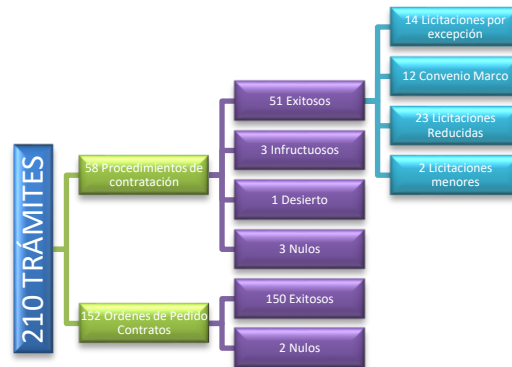 210 TRÁMITES
58 Procedimientos de
contratación
51 Exitosos
14 Licitaciones por
excepción
12 Convenio Marco
23 Licitaciones
Reducidas
2 Licitaciones
menores
3 Infructuosos
1 Desierto
3 Nulos
152 Ordenes de Pedido
Contratos
150 Exitosos
2 Nulos